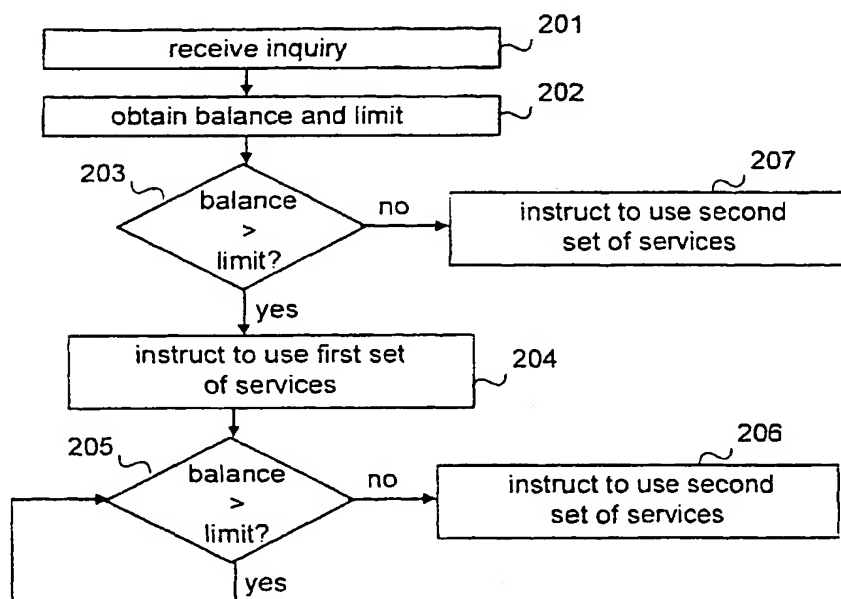 201
receive inquiry
202
obtain balance and limit
203
balance
>
limit?
no
207
instruct to use second
set of services
yes
instruct to use first set
of services
204
205
balance
>
limit?
no
206
instruct to use second
set of services
yes